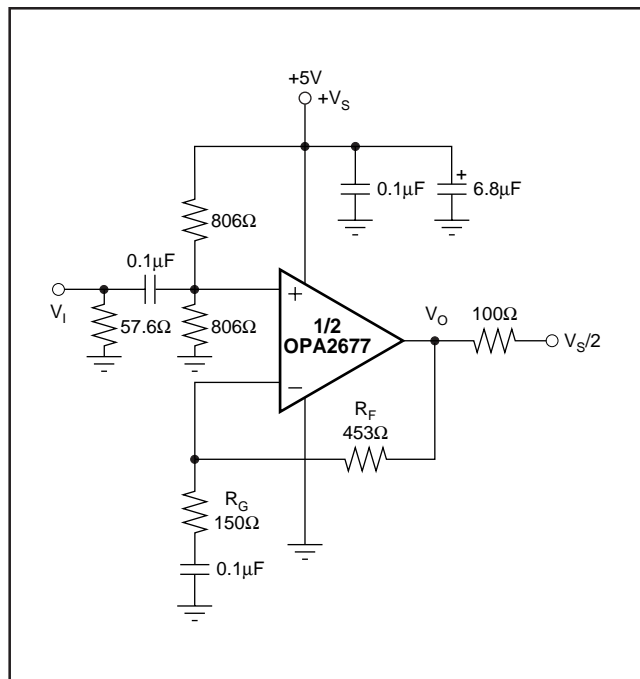 +5V
+V_S
0.1μF
6.8μF
806Ω
0.1μF
V_I
57.6Ω
806Ω
+
1/2
OPA2677
−
V_O
100Ω
V_S/2
R_F
453Ω
R_G
150Ω
0.1μF
+